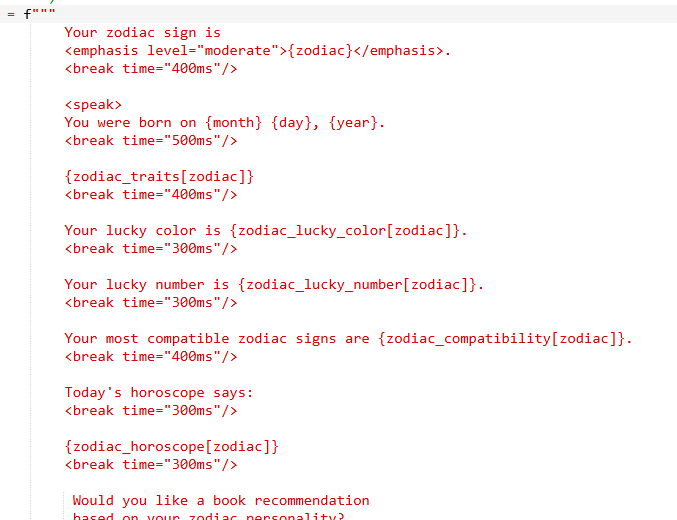 = f"""
Your zodiac sign is
<emphasis level="moderate">{zodiac}</emphasis>.
<break time="400ms"/>
<speak>
You were born on {month} {day}, {year}.
<break time="500ms"/>
{zodiac_traits[zodiac]}
<break time="400ms"/>
Your lucky color is {zodiac_lucky_color[zodiac]}.
<break time="300ms"/>
Your lucky number is {zodiac_lucky_number[zodiac]}.
<break time="300ms"/>
Your most compatible zodiac signs are {zodiac_compatibility[zodiac]}.
<break time="400ms"/>
Today's horoscope says:
<break time="300ms"/>
{zodiac_horoscope[zodiac]}
<break time="300ms"/>
Would you like a book recommendation
based on your zodiac personality?